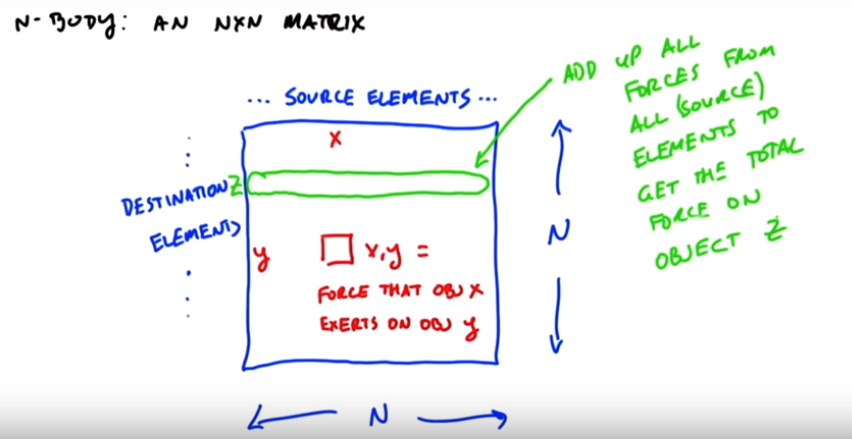 N-BODY: AN NXN MATRIX
... SOURCE ELEMENTS ...
X
DESTINATION Z
ELEMENTS
y
x,y =
FORCE THAT OBJ X
EXERTS ON OBJ y
N
N
ADD UP ALL
FORCES FROM
ALL (SOURCE)
ELEMENTS TO
GET THE TOTAL
FORCE ON
OBJECT Z